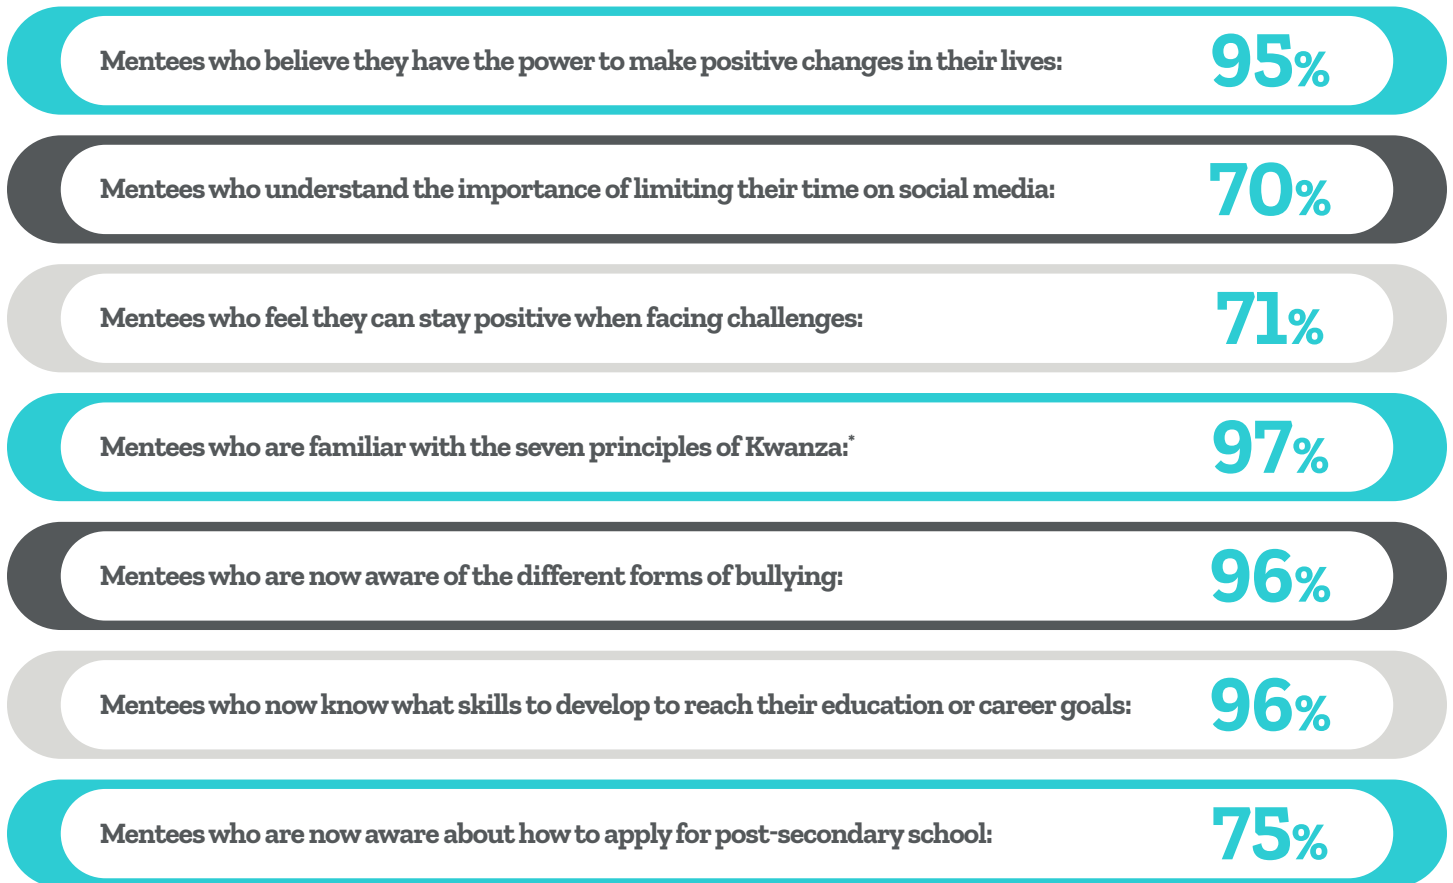 Mentees who believe they have the power to make positive changes in their lives: 95%
Mentees who understand the importance of limiting their time on social media: 70%
Mentees who feel they can stay positive when facing challenges: 71%
Mentees who are familiar with the seven principles of Kwanza:* 97%
Mentees who are now aware of the different forms of bullying: 96%
Mentees who now know what skills to develop to reach their education or career goals: 96%
Mentees who are now aware about how to apply for post-secondary school: 75%